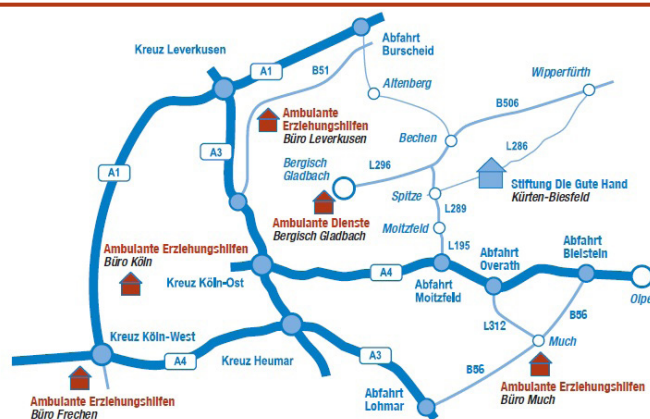 Abfahrt
Burscheid
Kreuz Leverkusen
A1
B51
Altenberg
Wipperfürth
Ambulante
Erziehungshilfen
Büro Leverkusen
B506
A3
Bechen
L286
A1
Bergisch
Gladbach
L296
Stiftung Die Gute Hand
Kürten-Biesfeld
Spitze
L289
Ambulante Dienste
Bergisch Gladbach
Moitzfeld
Ambulante Erziehungshilfen
Büro Köln
L195
Abfahrt
Overath
Abfahrt
Bielstein
Kreuz Köln-Ost
A4
Abfahrt
Moitzfeld
Olpe
L312
B56
Kreuz Köln-West
Much
A4
Kreuz Heumar
A3
B56
Ambulante Erziehungshilfen
Büro Frechen
Abfahrt
Lohmar
Ambulante Erziehungshilfen
Büro Much